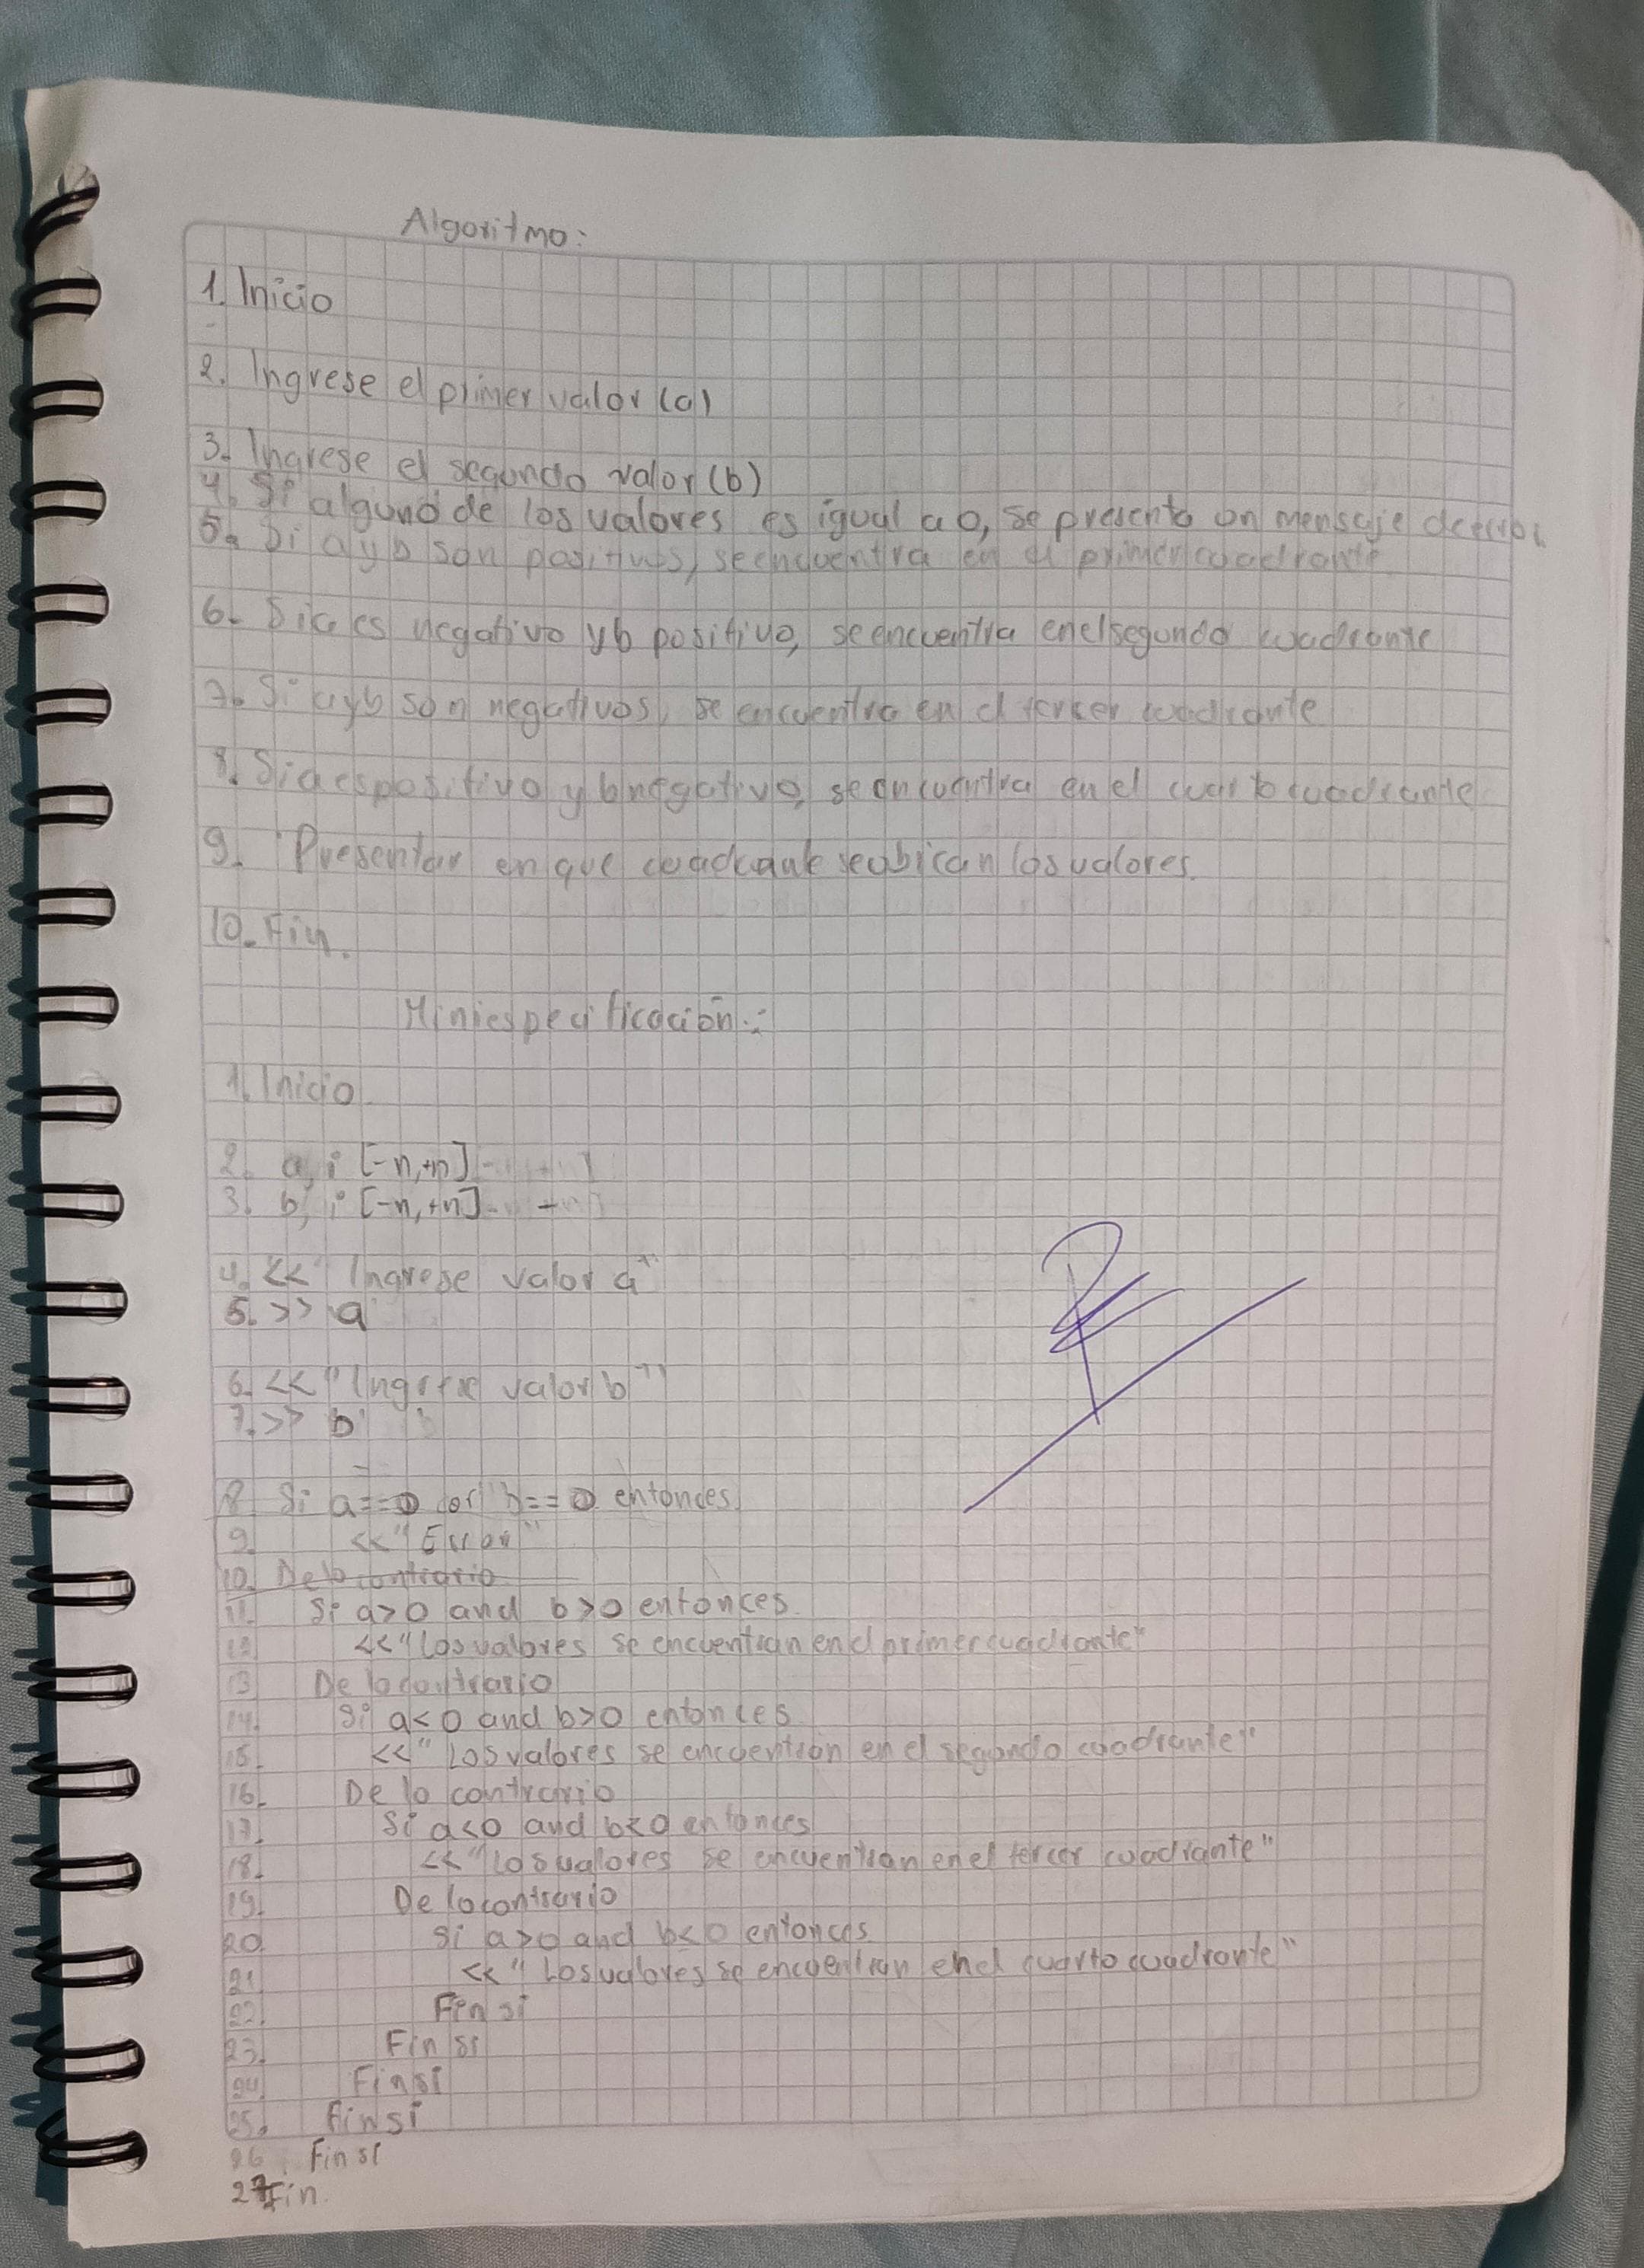 Algoritmo:
1. Inicio
2. Ingrese el primer valor (a)
3. Ingrese el segundo valor (b)
4. Si alguno de los valores es igual a 0, se presenta un mensaje de error
5. Si a y b son positivos, se encuentra en el primer cuadrante
6. Si a es negativo y b positivo, se encuentra en el segundo cuadrante
7. Si a y b son negativos, se encuentra en el tercer cuadrante
8. Si a es positivo y b negativo, se encuentra en el cuarto cuadrante
9. Presentar en que cuadrante se ubican los valores.
10. Fin.
Miniespecificación:
1. Inicio
2. a, i [-n,+n]
3. b, i [-n,+n]
4. << "Ingrese valor a"
5. >> a
6. << "Ingrese valor b"
7. >> b
8. Si a==0 "or" b==0 entonces
9. << "Error"
10. De lo contrario
11. Si a>0 and b>0 entonces
12. << "Los valores se encuentran en el primer cuadrante"
13. De lo contrario
14. Si a<0 and b>0 entonces
15. << "Los valores se encuentran en el segundo cuadrante"
16. De lo contrario
17. Si a<0 and b<0 entonces
18. << "Los valores se encuentran en el tercer cuadrante"
19. De lo contrario
20 Si a>0 and b<0 entonces
21 << "Los valores se encuentran en el cuarto cuadrante"
22. Fin si
23. Fin si
24. Fin si
25. Fin si
26. Fin si
27 Fin.